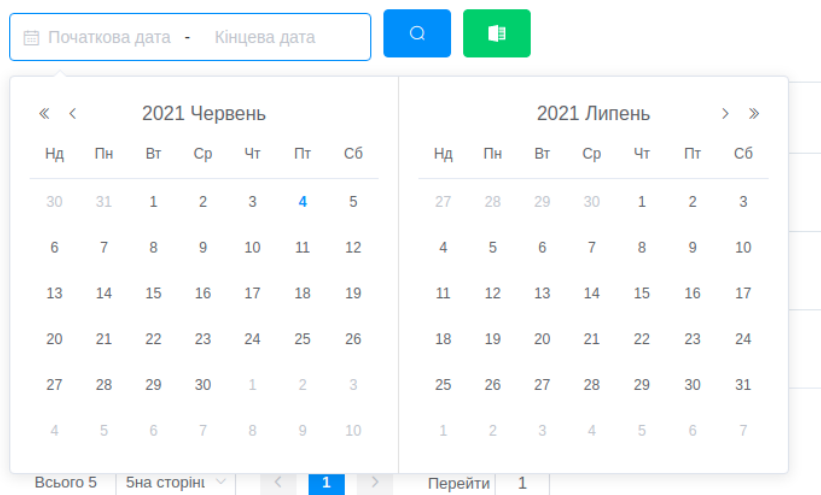 Початкова дата - Кінцева дата
2021 Червень
Нд Пн Вт Ср Чт Пт Сб
30 31 1 2 3 4 5
6 7 8 9 10 11 12
13 14 15 16 17 18 19
20 21 22 23 24 25 26
27 28 29 30 1 2 3
4 5 6 7 8 9 10
2021 Липень
Нд Пн Вт Ср Чт Пт Сб
27 28 29 30 1 2 3
4 5 6 7 8 9 10
11 12 13 14 15 16 17
18 19 20 21 22 23 24
25 26 27 28 29 30 31
1 2 3 4 5 6 7
Всього 5 5на сторінц 1 Перейти 1